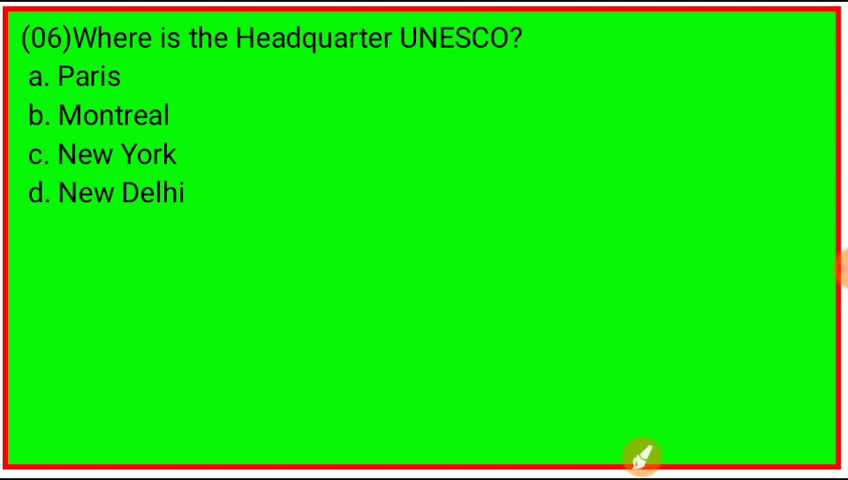 (06)Where is the Headquarter UNESCO?
a. Paris
b. Montreal
c. New York
d. New Delhi